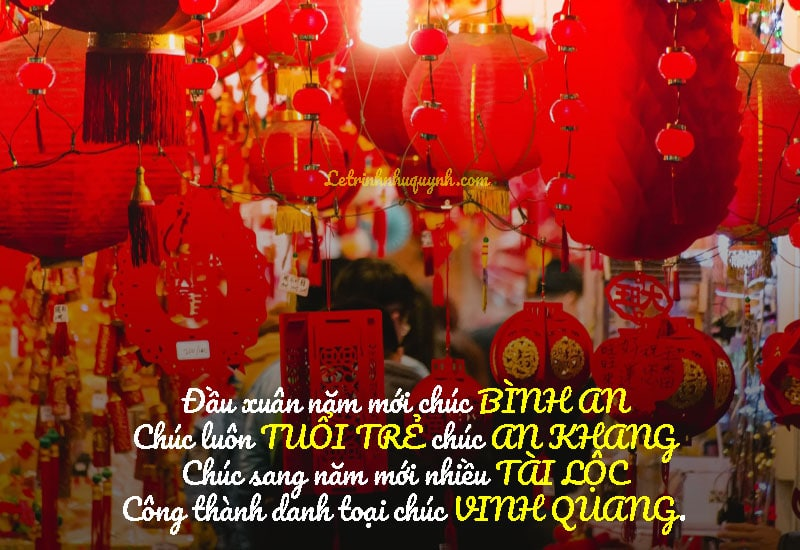 Letrinhnhuquynh.com
Đầu xuân năm mới chúc BÌNH AN
Chúc luôn TUỔI TRẺ chúc AN KHANG
Chúc sang năm mới nhiều TÀI LỘC
Công thành danh toại chúc VINH QUANG.